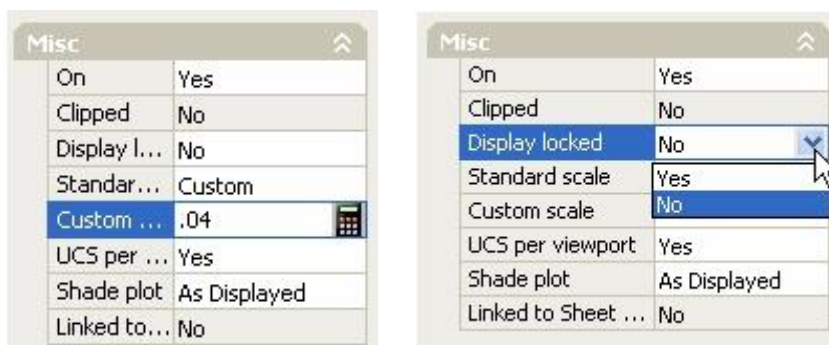 Misc
On Yes
Clipped No
Display l... No
Standar... Custom
Custom ... .04
UCS per ... Yes
Shade plot As Displayed
Linked to... No
Misc
On Yes
Clipped No
Display locked No
Standard scale Yes
Custom scale No
UCS per viewport Yes
Shade plot As Displayed
Linked to Sheet ... No